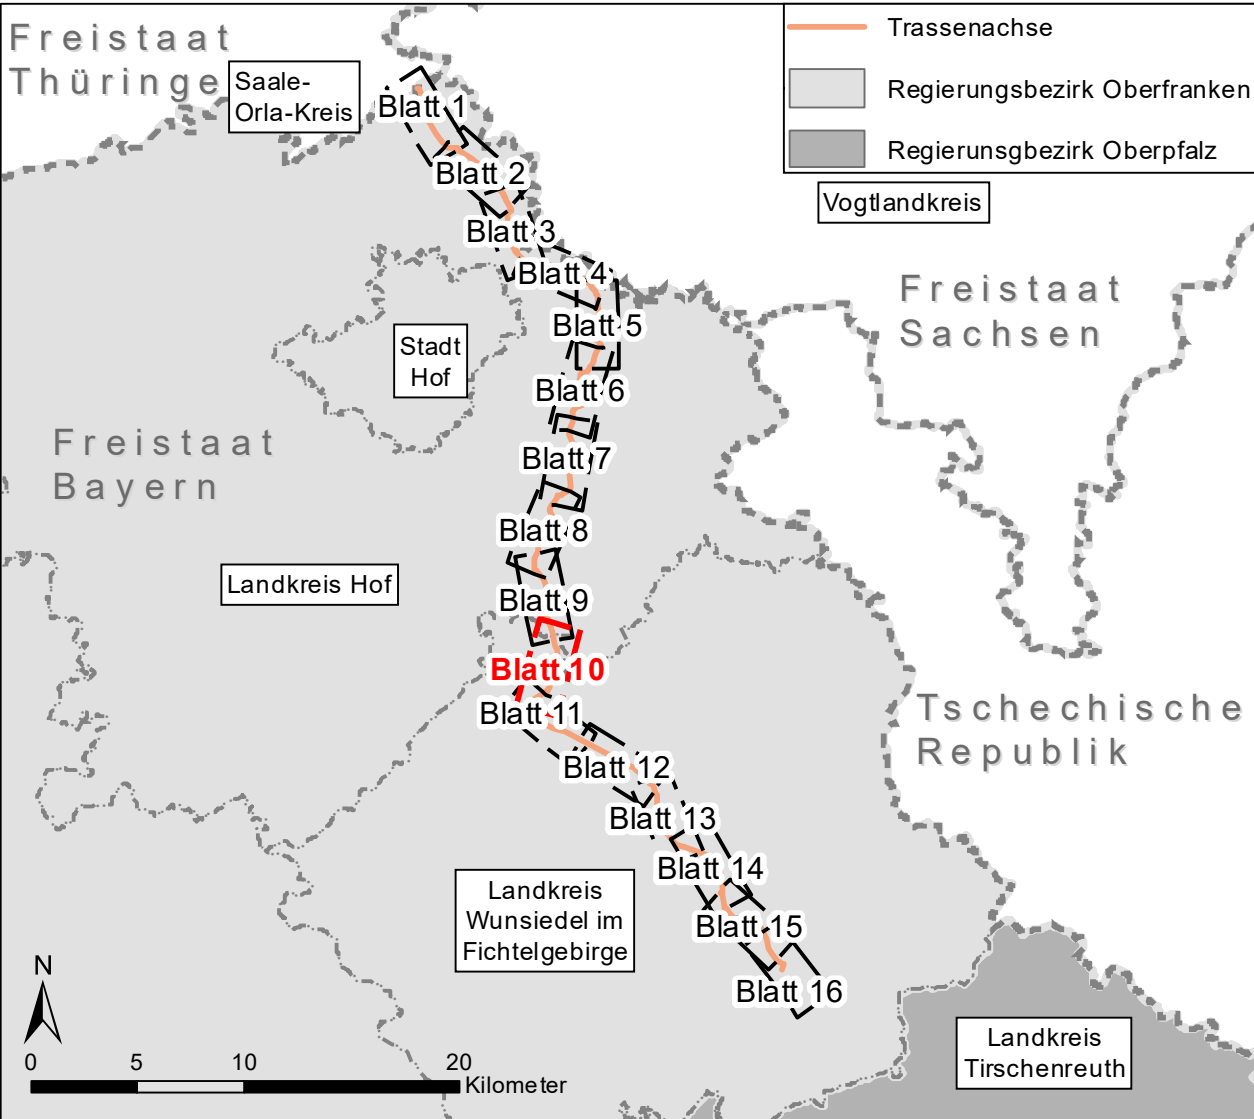 Freistaat
Thüringe
Saale-
Orla-Kreis
Trassenachse
Regierungsbezirk Oberfranken
Regierunsgbezirk Oberpfalz
Vogtlandkreis
Freistaat
Sachsen
Blatt 1
Blatt 2
Blatt 3
Blatt 4
Blatt 5
Blatt 6
Blatt 7
Blatt 8
Blatt 9
Blatt 10
Blatt 11
Blatt 12
Blatt 13
Blatt 14
Blatt 15
Blatt 16
Stadt
Hof
Freistaat
Bayern
Landkreis Hof
Tschechische
Republik
Landkreis
Wunsiedel im
Fichtelgebirge
Landkreis
Tirschenreuth
N
0 5 10 20
Kilometer